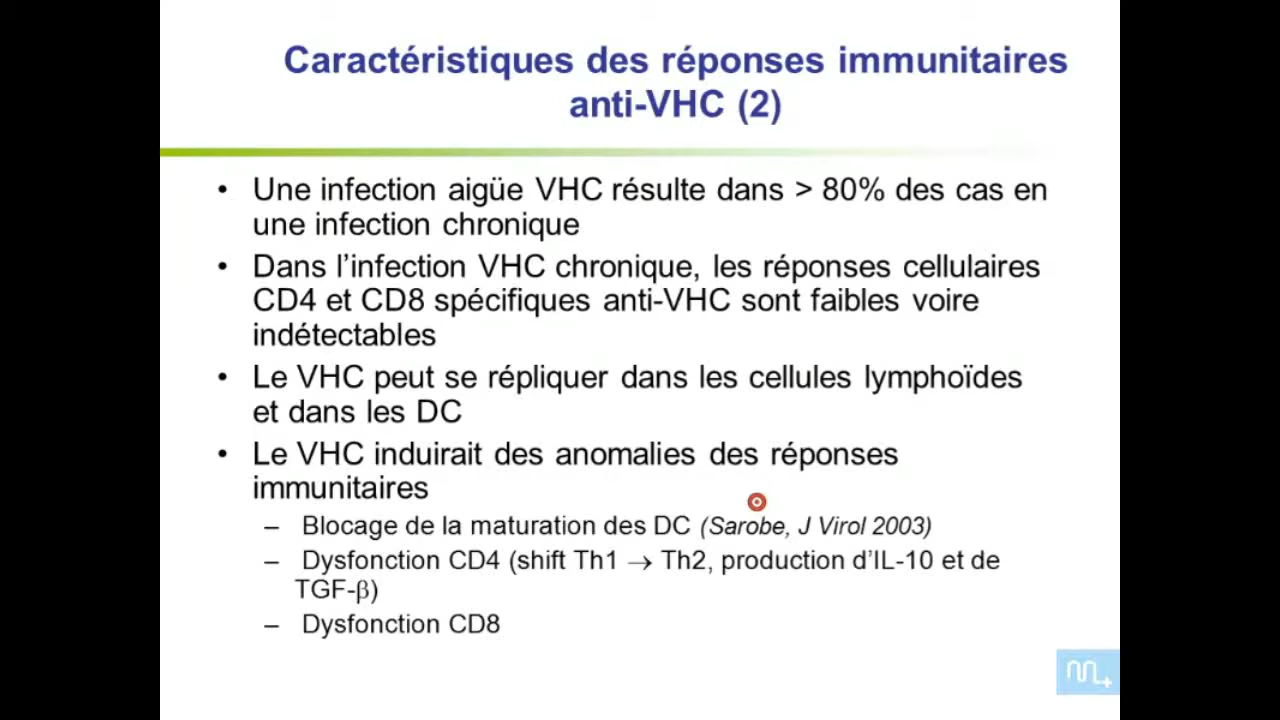 Caractéristiques des réponses immunitaires
anti-VHC (2)
• Une infection aigüe VHC résulte dans > 80% des cas en
une infection chronique
• Dans l’infection VHC chronique, les réponses cellulaires
CD4 et CD8 spécifiques anti-VHC sont faibles voire
indétectables
• Le VHC peut se répliquer dans les cellules lymphoïdes
et dans les DC
• Le VHC induirait des anomalies des réponses
immunitaires
– Blocage de la maturation des DC (Sarobe, J Virol 2003)
– Dysfonction CD4 (shift Th1 → Th2, production d’IL-10 et de
TGF-β)
– Dysfonction CD8